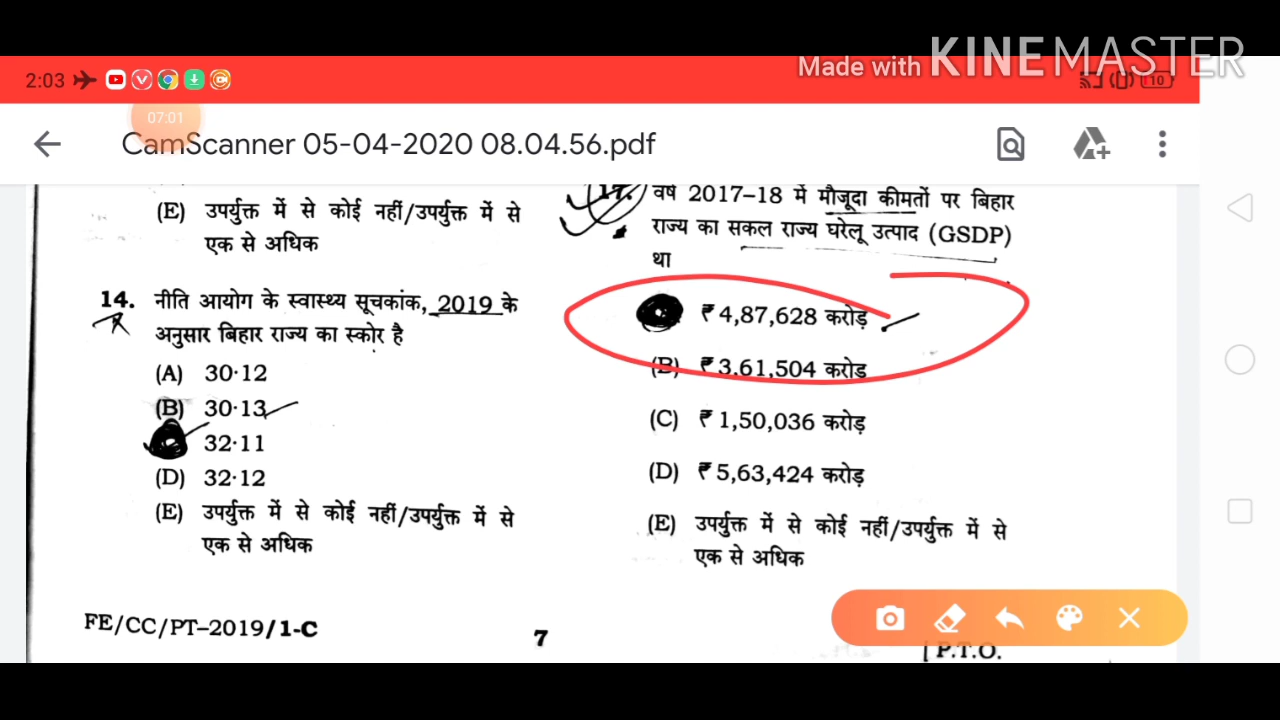 Made with KINEMASTER
2:03
10
07:01
CamScanner 05-04-2020 08.04.56.pdf
(E) उपर्युक्त में से कोई नहीं/उपर्युक्त में से
एक से अधिक
14. नीति आयोग के स्वास्थ्य सूचकांक, 2019 के
अनुसार बिहार राज्य का स्कोर है
(A) 30·12
(B) 30·13
32·11
(D) 32·12
(E) उपर्युक्त में से कोई नहीं/उपर्युक्त में से
एक से अधिक
17. वर्ष 2017–18 में मौजूदा कीमतों पर बिहार
राज्य का सकल राज्य घरेलू उत्पाद (GSDP)
था
₹ 4,87,628 करोड़
(B) ₹ 3,61,504 करोड़
(C) ₹ 1,50,036 करोड़
(D) ₹ 5,63,424 करोड़
(E) उपर्युक्त में से कोई नहीं/उपर्युक्त में से
एक से अधिक
FE/CC/PT–2019/1-C
7
[ P.T.O.